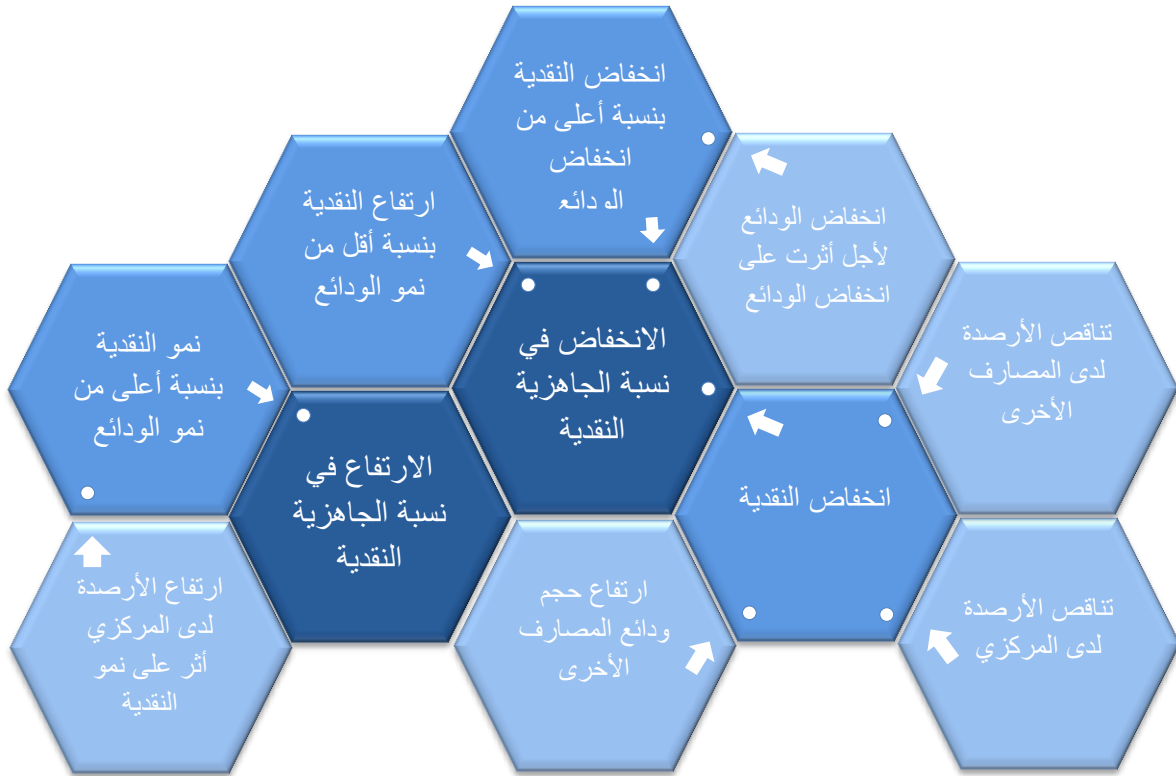 انخفاض النقدية
بنسبة أعلى من
انخفاض
الودائع
ارتفاع النقدية
بنسبة أقل من
نمو الودائع
انخفاض الودائع
لأجل أثرت على
انخفاض الودائع
نمو النقدية
بنسبة أعلى من
نمو الودائع
الانخفاض في
نسبة الجاهزية
النقدية
تناقص الأرصدة
لدى المصارف
الأخرى
الارتفاع في
نسبة الجاهزية
النقدية
انخفاض النقدية
ارتفاع الأرصدة
لدى المركزي
أثر على نمو
النقدية
ارتفاع حجم
ودائع المصارف
الأخرى
تناقص الأرصدة
لدى المركزي